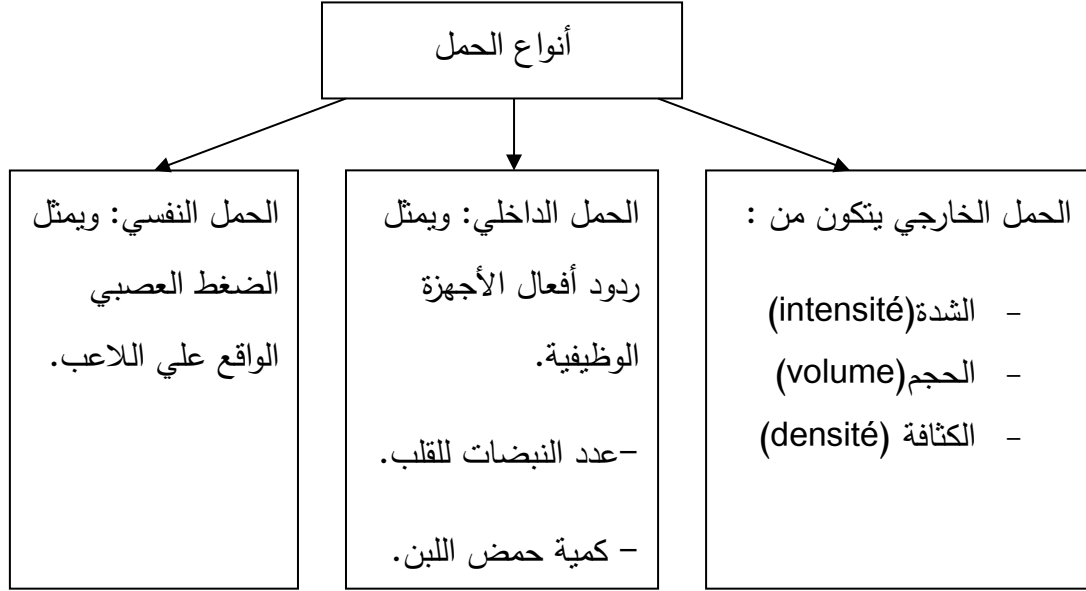 أنواع الحمل
الحمل الخارجي يتكون من :
- الشدة(intensité)
- الحجم(volume)
- الكثافة (densité)
الحمل الداخلي: ويمثل
ردود أفعال الأجهزة
الوظيفية.
-عدد النبضات للقلب.
- كمية حمض اللبن.
الحمل النفسي: ويمثل
الضغط العصبي
الواقع علي اللاعب.